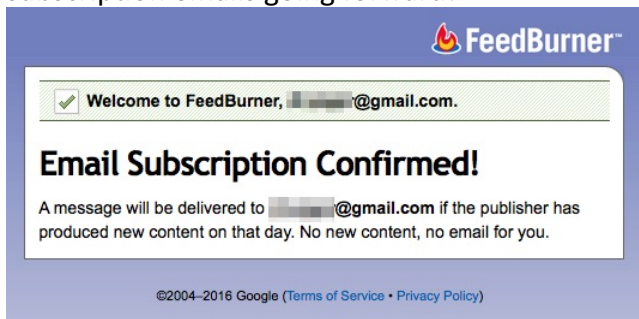 FeedBurner™
Welcome to FeedBurner, @gmail.com.
Email Subscription Confirmed!
A message will be delivered to @gmail.com if the publisher has
produced new content on that day. No new content, no email for you.
©2004–2016 Google (Terms of Service • Privacy Policy)